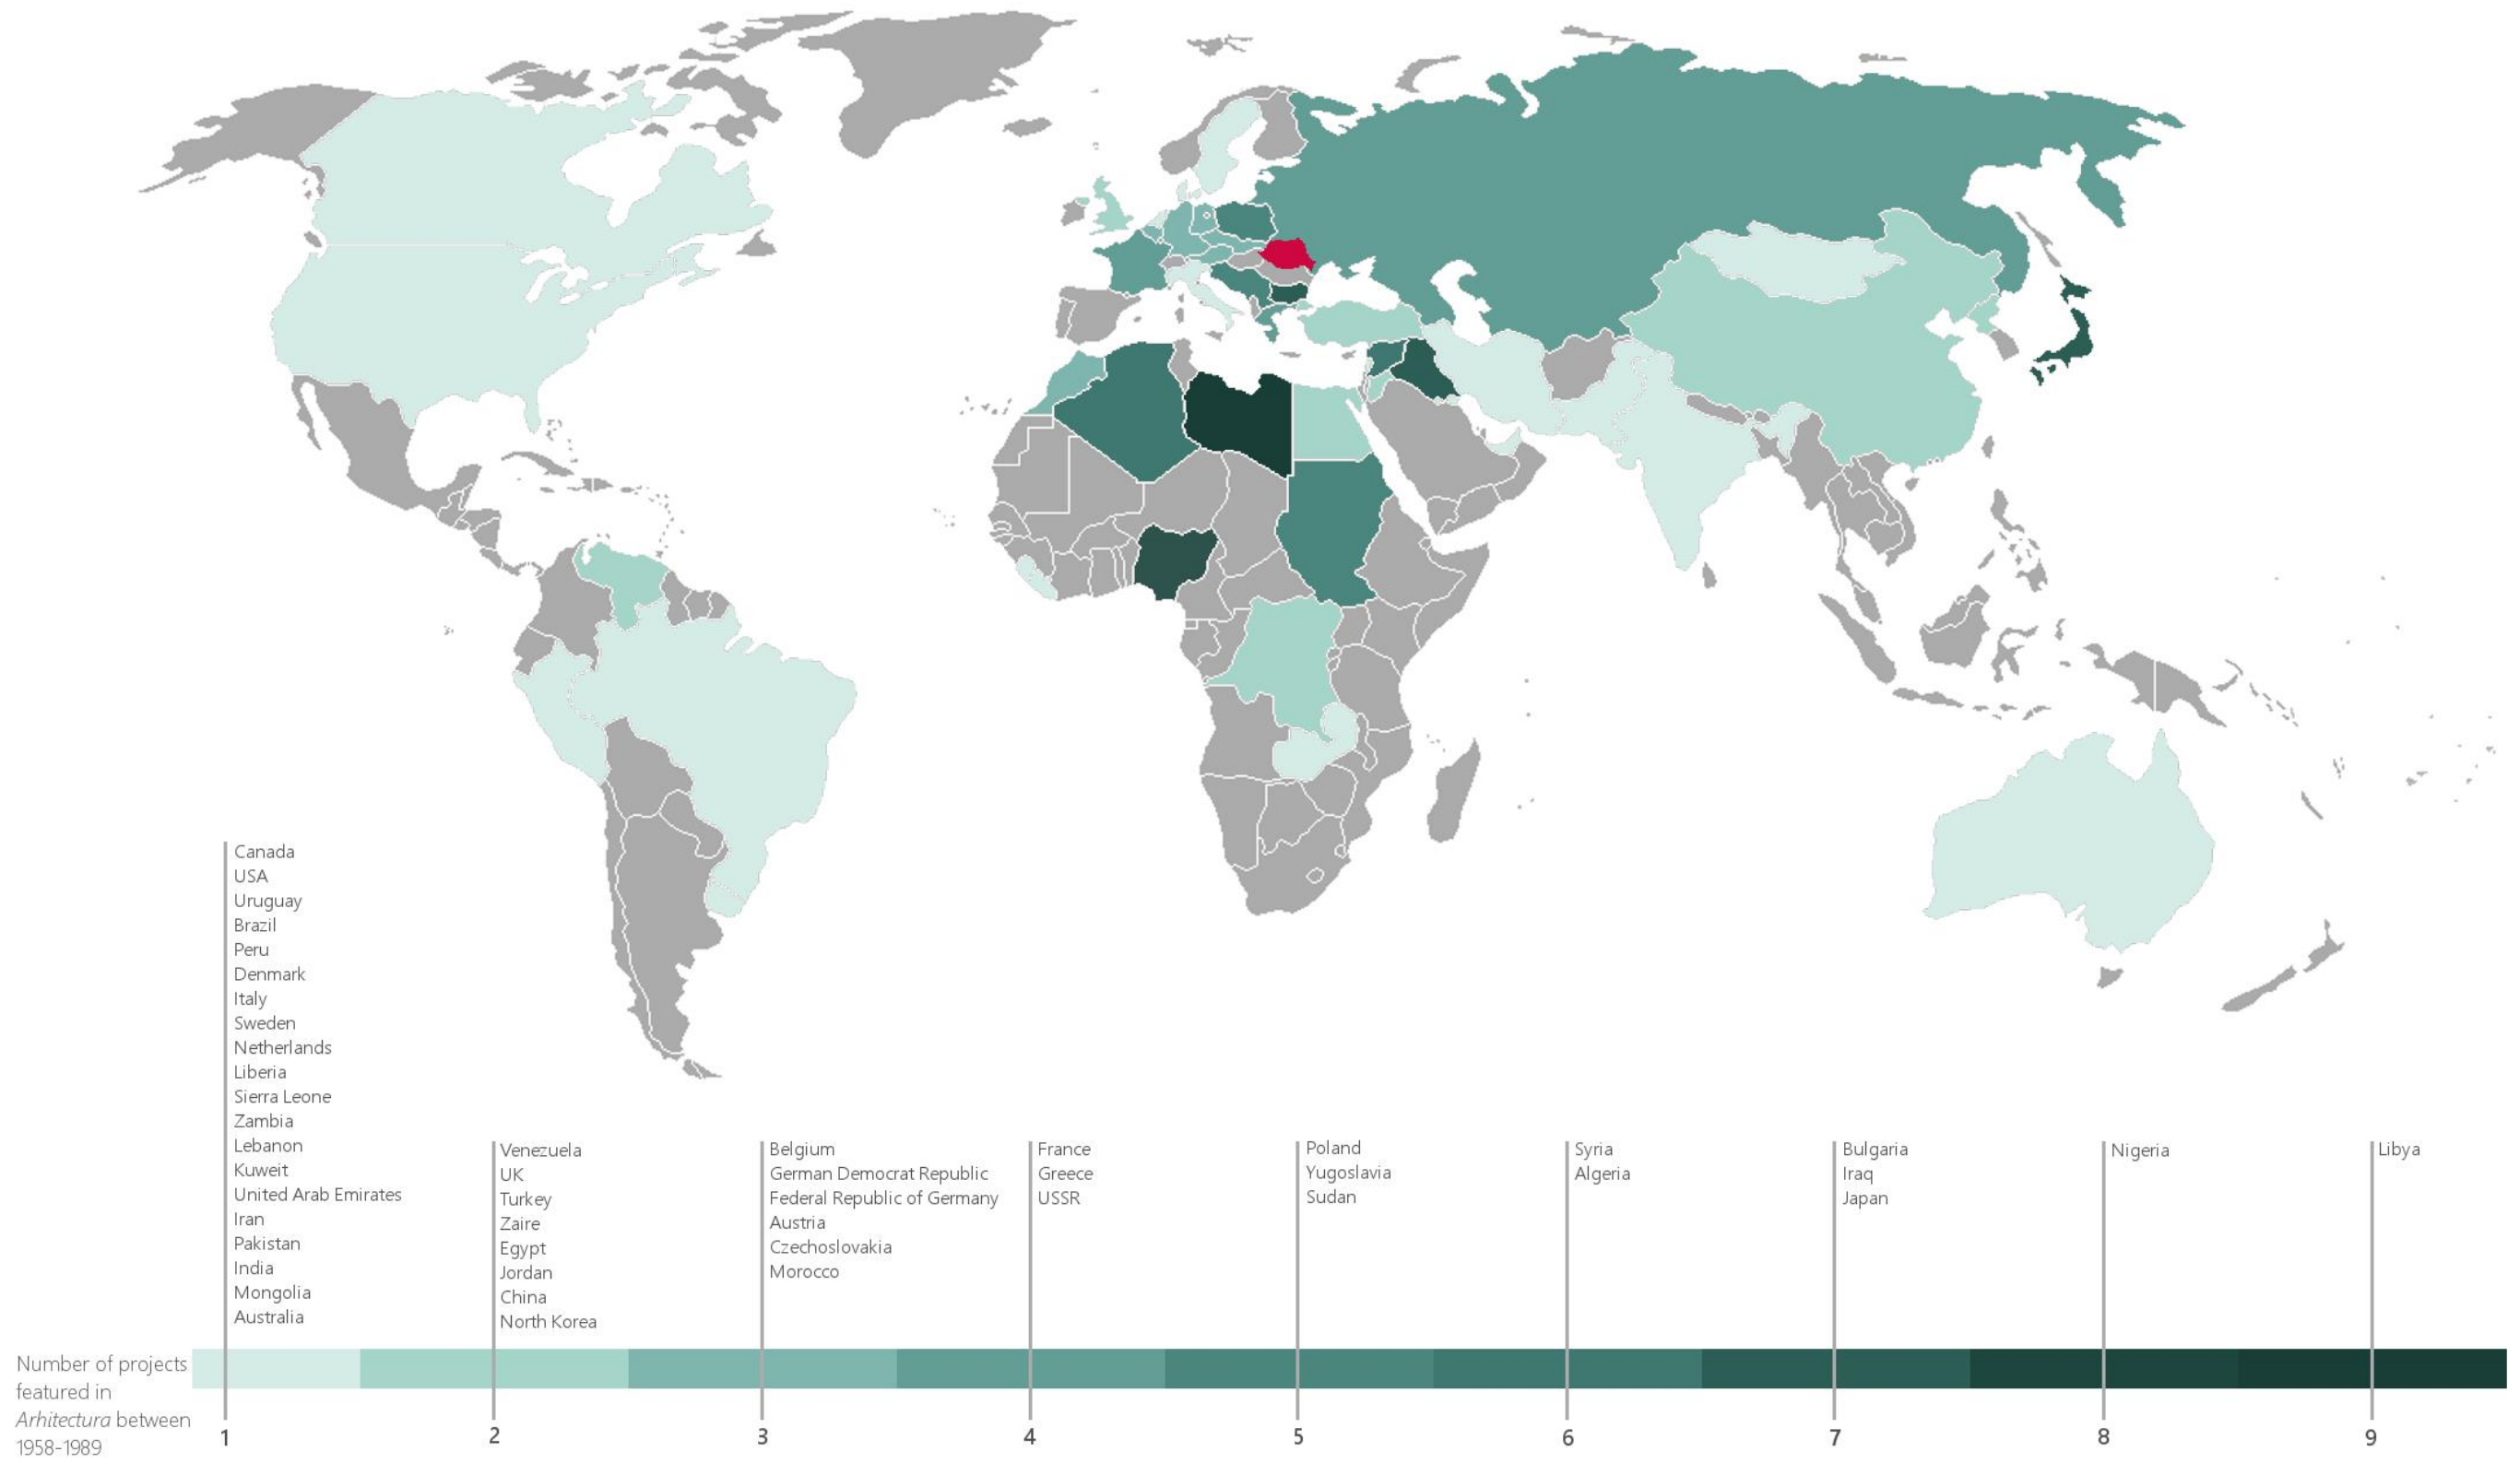 Canada
USA
Uruguay
Brazil
Peru
Denmark
Italy
Sweden
Netherlands
Liberia
Sierra Leone
Zambia
Lebanon
Kuweit
United Arab Emirates
Iran
Pakistan
India
Mongolia
Australia
Venezuela
UK
Turkey
Zaire
Egypt
Jordan
China
North Korea
Belgium
German Democrat Republic
Federal Republic of Germany
Austria
Czechoslovakia
Morocco
France
Greece
USSR
Poland
Yugoslavia
Sudan
Syria
Algeria
Bulgaria
Iraq
Japan
Nigeria
Libya
Number of projects
featured in
Arhitectura between
1958-1989
1 2 3 4 5 6 7 8 9